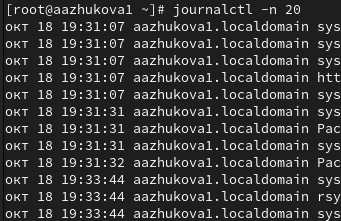 [root@aazhukova1 ~]# journalctl -n 20
окт 18 19:31:07 aazhukova1.localdomain sys
окт 18 19:31:07 aazhukova1.localdomain sys
окт 18 19:31:07 aazhukova1.localdomain sys
окт 18 19:31:07 aazhukova1.localdomain htt
окт 18 19:31:07 aazhukova1.localdomain sys
окт 18 19:31:31 aazhukova1.localdomain sys
окт 18 19:31:31 aazhukova1.localdomain Pac
окт 18 19:31:31 aazhukova1.localdomain sys
окт 18 19:31:32 aazhukova1.localdomain Pac
окт 18 19:33:44 aazhukova1.localdomain sys
окт 18 19:33:44 aazhukova1.localdomain rsy
окт 18 19:33:44 aazhukova1.localdomain sys